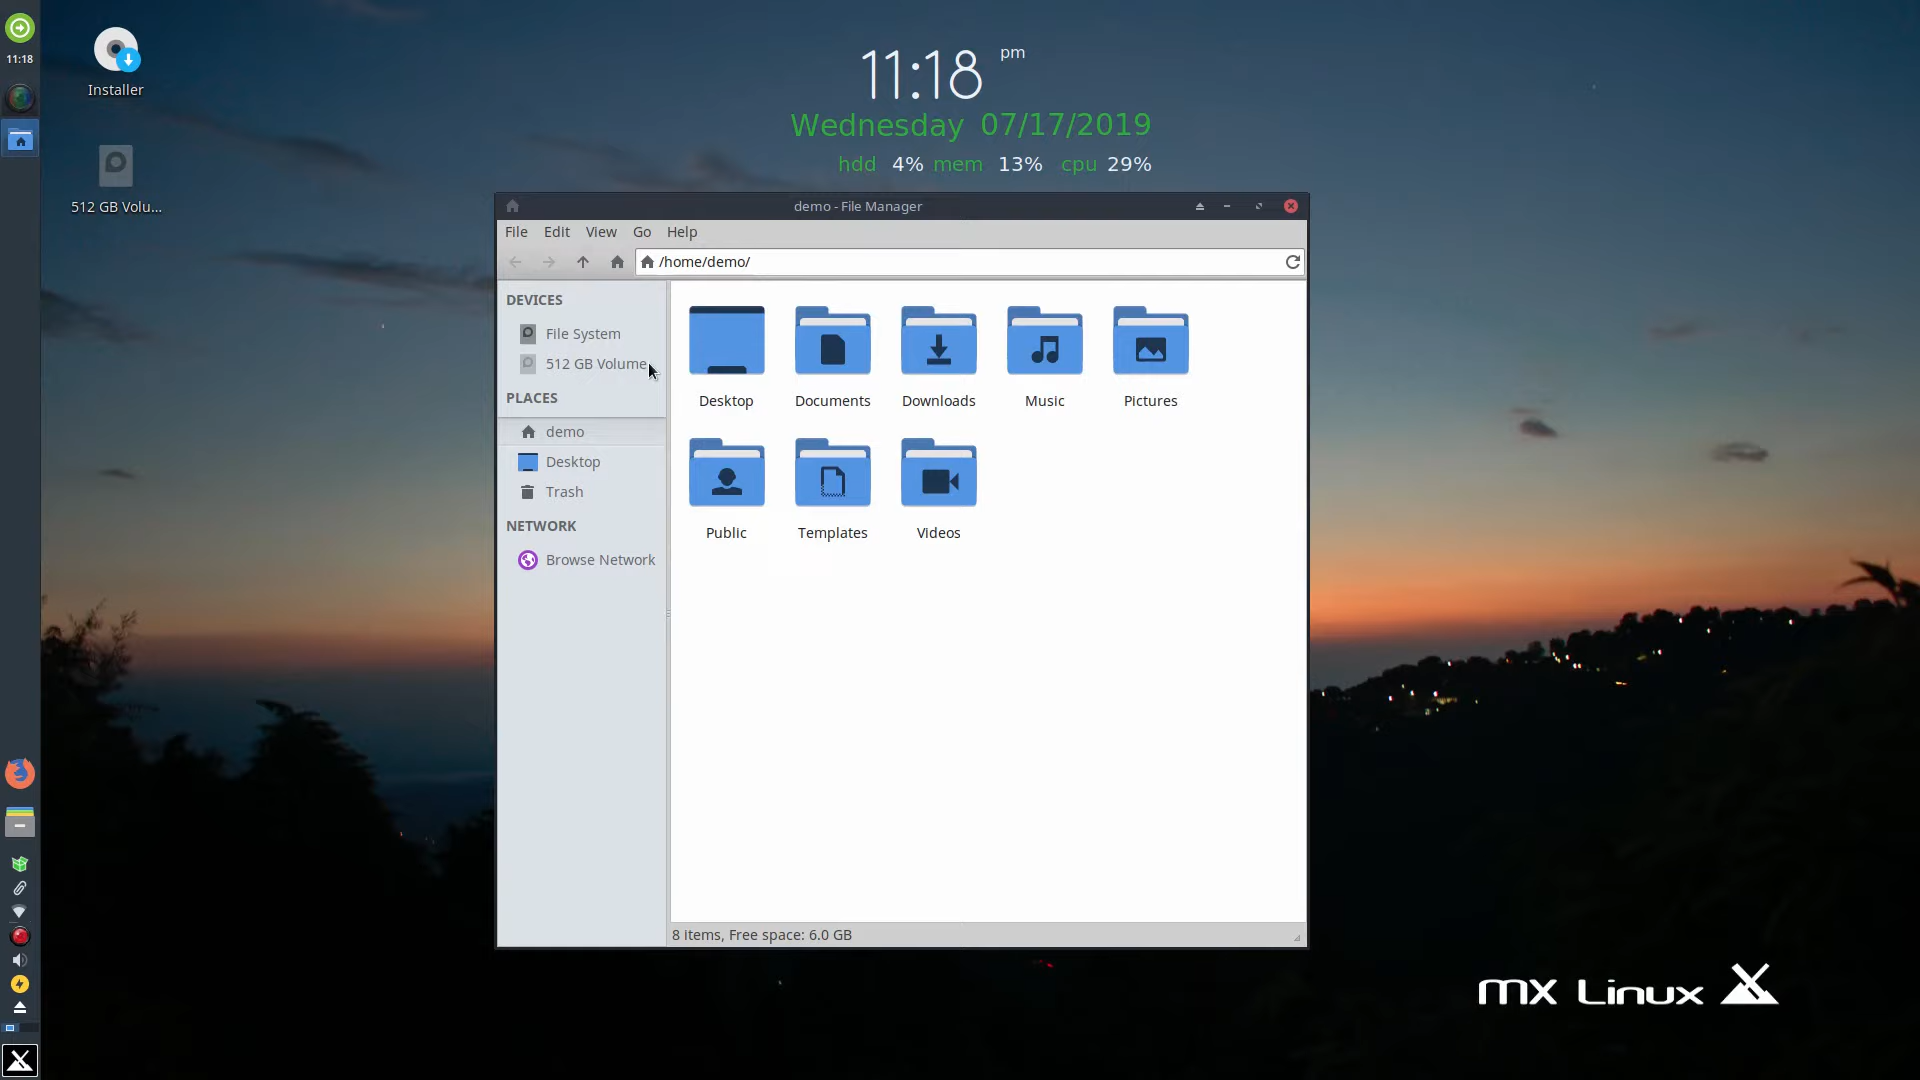 11:18
Installer
512 GB Volu...
11:18 pm
Wednesday 07/17/2019
hdd 4% mem 13% cpu 29%
demo - File Manager
File Edit View Go Help
/home/demo/
DEVICES
File System
512 GB Volume
PLACES
demo
Desktop
Trash
NETWORK
Browse Network
Desktop Documents Downloads Music Pictures
Public Templates Videos
8 items, Free space: 6.0 GB
mx Linux